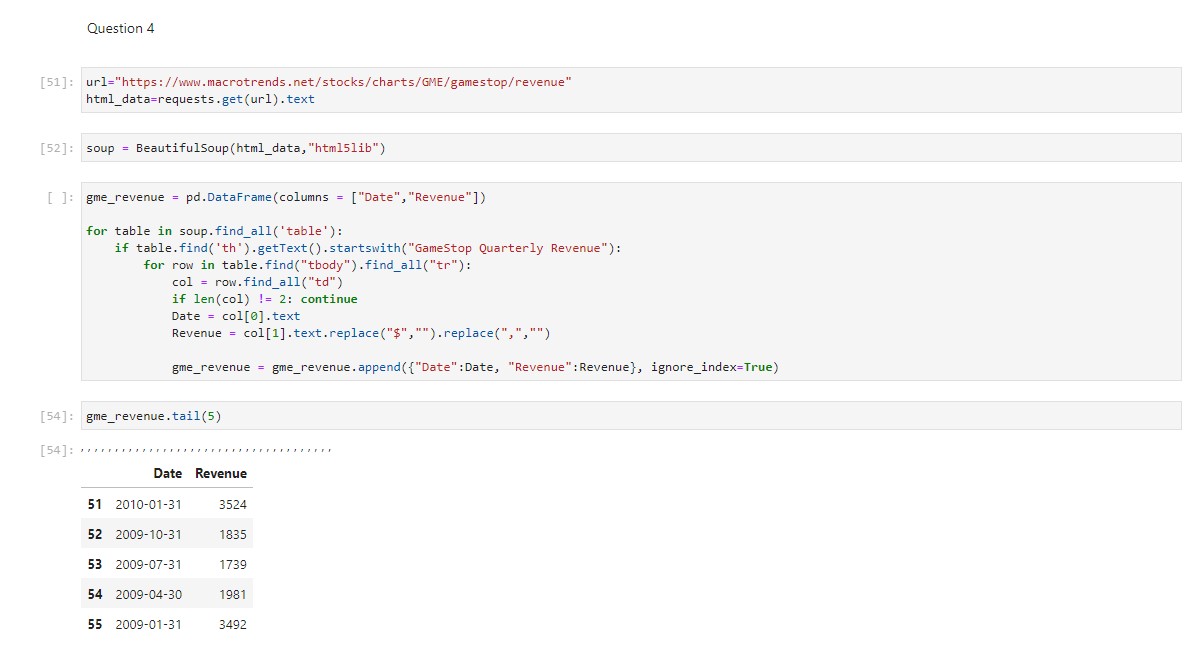 Question 4
[51]: url="https://www.macrotrends.net/stocks/charts/GME/gamestop/revenue"
html_data=requests.get(url).text
[52]: soup = BeautifulSoup(html_data,"html5lib")
[ ]: gme_revenue = pd.DataFrame(columns = ["Date","Revenue"])
for table in soup.find_all('table'):
    if table.find('th').getText().startswith("GameStop Quarterly Revenue"):
        for row in table.find("tbody").find_all("tr"):
            col = row.find_all("td")
            if len(col) != 2: continue
            Date = col[0].text
            Revenue = col[1].text.replace("$","").replace(",","")
            gme_revenue = gme_revenue.append({"Date":Date, "Revenue":Revenue}, ignore_index=True)
[54]: gme_revenue.tail(5)
[54]: ,,,,,,,,,,,,,,,,,,,,,,,,,,,,,,,,,,,,,
Date Revenue
51 2010-01-31 3524
52 2009-10-31 1835
53 2009-07-31 1739
54 2009-04-30 1981
55 2009-01-31 3492